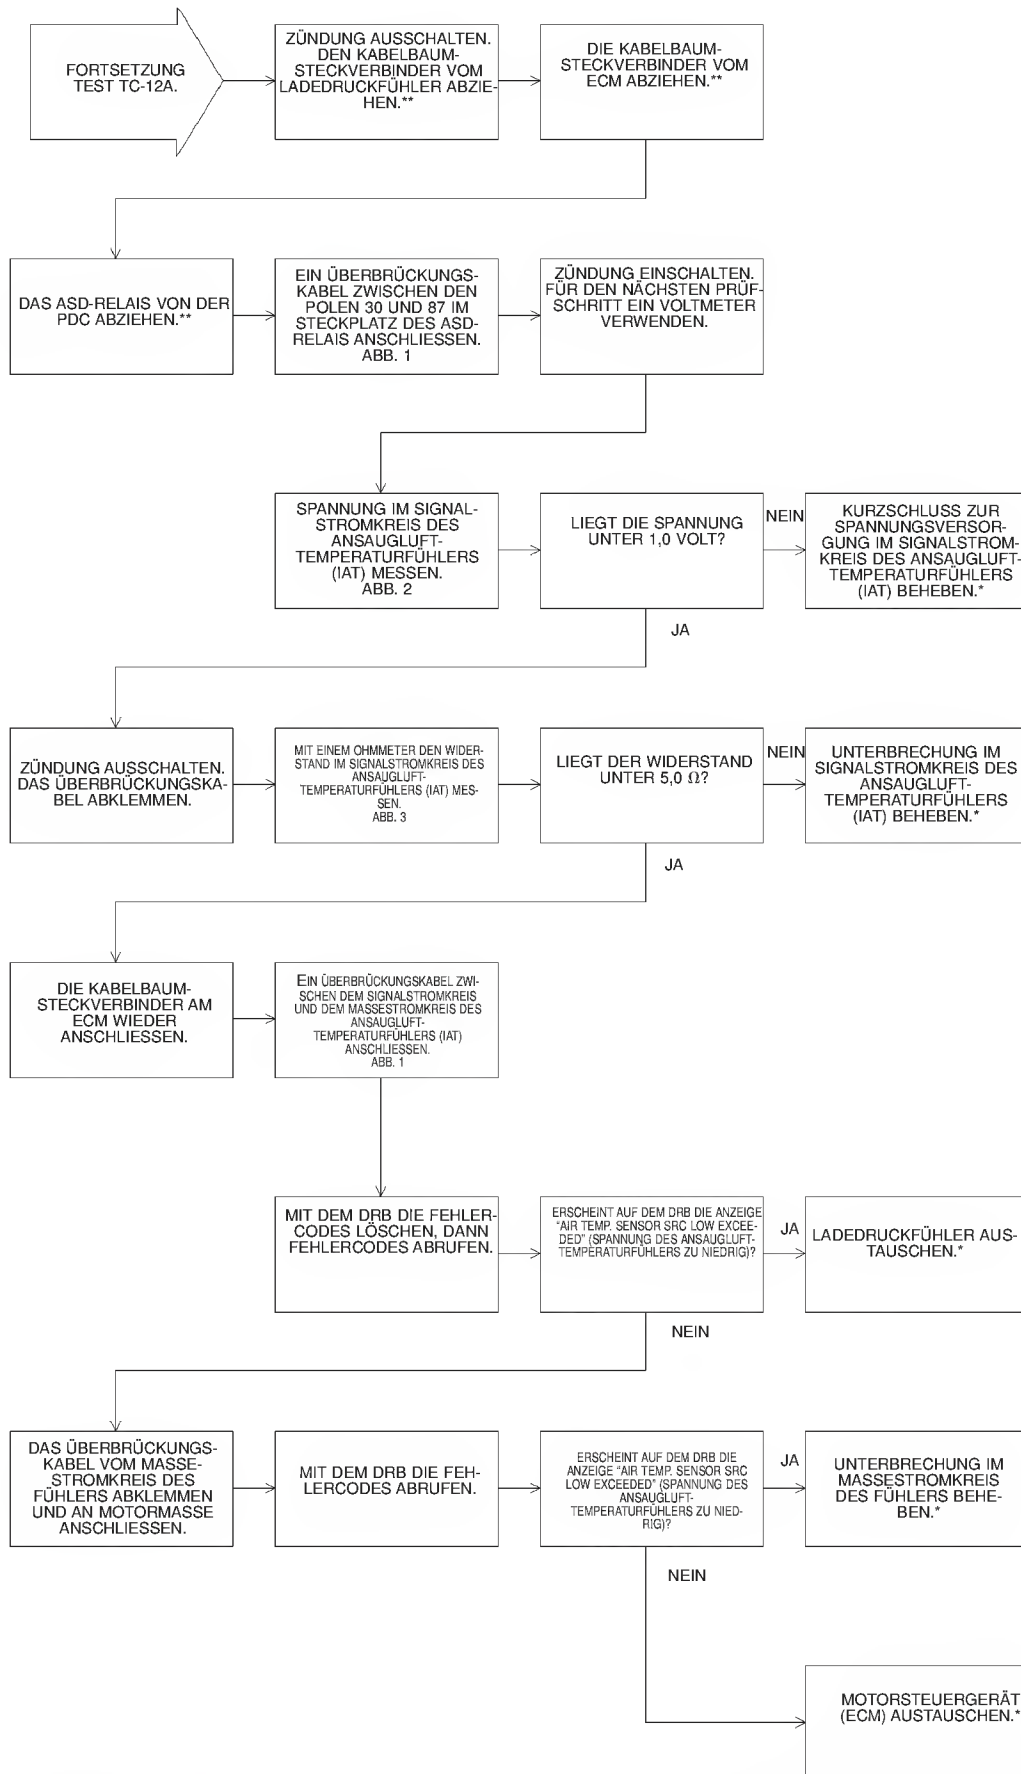 FORTSETZUNG
TEST TC-12A.
ZÜNDUNG AUSSCHALTEN.
DEN KABELBAUM-
STECKVERBINDER VOM
LADEDRUCKFÜHLER ABZIE-
HEN.**
DIE KABELBAUM-
STECKVERBINDER VOM
ECM ABZIEHEN.**
DAS ASD-RELAIS VON DER
PDC ABZIEHEN.**
EIN ÜBERBRÜCKUNGS-
KABEL ZWISCHEN DEN
POLEN 30 UND 87 IM
STECKPLATZ DES ASD-
RELAIS ANSCHLIESSEN.
ABB. 1
ZÜNDUNG EINSCHALTEN.
FÜR DEN NÄCHSTEN PRÜF-
SCHRITT EIN VOLTMETER
VERWENDEN.
SPANNUNG IM SIGNAL-
STROMKREIS DES
ANSAUGLUFT-
TEMPERATURFÜHLERS
(IAT) MESSEN.
ABB. 2
LIEGT DIE SPANNUNG
UNTER 1,0 VOLT?
NEIN
KURZSCHLUSS ZUR
SPANNUNGSVERSOR-
GUNG IM SIGNALSTROM-
KREIS DES ANSAUGLUFT-
TEMPERATURFÜHLERS
(IAT) BEHEBEN.*
JA
ZÜNDUNG AUSSCHALTEN.
DAS ÜBERBRÜCKUNGSKA-
BEL ABKLEMMEN.
MIT EINEM OHMMETER DEN WIDER-
STAND IM SIGNALSTROMKREIS DES
ANSAUGLUFT-
TEMPERATURFÜHLERS (IAT) MES-
SEN.
ABB. 3
LIEGT DER WIDERSTAND
UNTER 5,0 Ω?
NEIN
UNTERBRECHUNG IM
SIGNALSTROMKREIS DES
ANSAUGLUFT-
TEMPERATURFÜHLERS
(IAT) BEHEBEN.*
JA
DIE KABELBAUM-
STECKVERBINDER AM
ECM WIEDER
ANSCHLIESSEN.
EIN ÜBERBRÜCKUNGSKABEL ZWI-
SCHEN DEM SIGNALSTROMKREIS
UND DEM MASSESTROMKREIS DES
ANSAUGLUFT-
TEMPERATURFÜHLERS (IAT)
ANSCHLIESSEN.
ABB. 1
MIT DEM DRB DIE FEHLER-
CODES LÖSCHEN, DANN
FEHLERCODES ABRUFEN.
ERSCHEINT AUF DEM DRB DIE ANZEIGE
“AIR TEMP. SENSOR SRC LOW EXCEE-
DED” (SPANNUNG DES ANSAUGLUFT-
TEMPERATURFÜHLERS ZU NIEDRIG)?
JA
LADEDRUCKFÜHLER AUS-
TAUSCHEN.*
NEIN
DAS ÜBERBRÜCKUNGS-
KABEL VOM MASSE-
STROMKREIS DES
FÜHLERS ABKLEMMEN
UND AN MOTORMASSE
ANSCHLIESSEN.
MIT DEM DRB DIE FEH-
LERCODES ABRUFEN.
ERSCHEINT AUF DEM DRB DIE
ANZEIGE “AIR TEMP. SENSOR SRC
LOW EXCEEDED” (SPANNUNG DES
ANSAUGLUFT-
TEMPERATURFÜHLERS ZU NIED-
RIG)?
JA
UNTERBRECHUNG IM
MASSESTROMKREIS
DES FÜHLERS BEHE-
BEN.*
NEIN
MOTORSTEUERGERÄT
(ECM) AUSTAUSCHEN.*